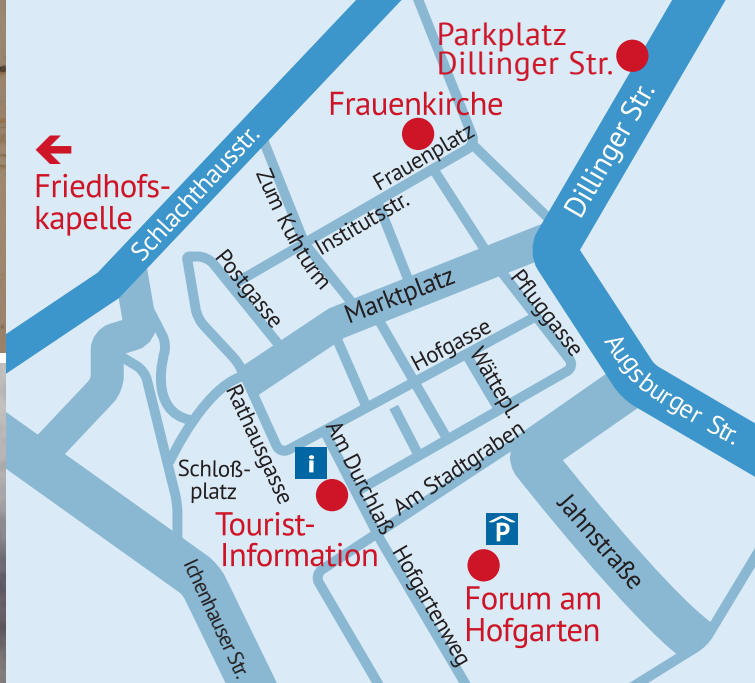 Parkplatz
Dillinger Str.
Frauenkirche
Dillinger Str.
Schlachthausstr.
Frauenplatz
Friedhofs-
kapelle
Zum Kuhturm
Institutsstr.
Postgasse
Marktplatz
Pfluggasse
Hofgasse
Wättepl.
Augsburger Str.
Rathausgasse
Am Durchlaß
Am Stadtgraben
Schloß-
platz
i
Tourist-
Information
P
Jahnstraße
Hofgartenweg
Ichenhauser Str.
Forum am
Hofgarten